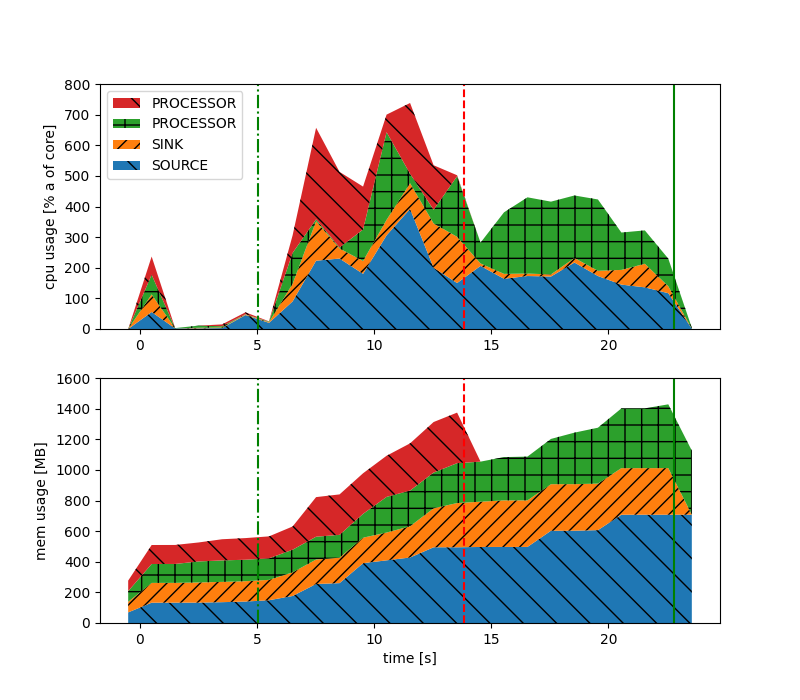 800
700
600
500
400
300
200
100
0
cpu usage [% a of core]
PROCESSOR
PROCESSOR
SINK
SOURCE
0 5 10 15 20
1600
1400
1200
1000
800
600
400
200
0
mem usage [MB]
0 5 10 15 20
time [s]